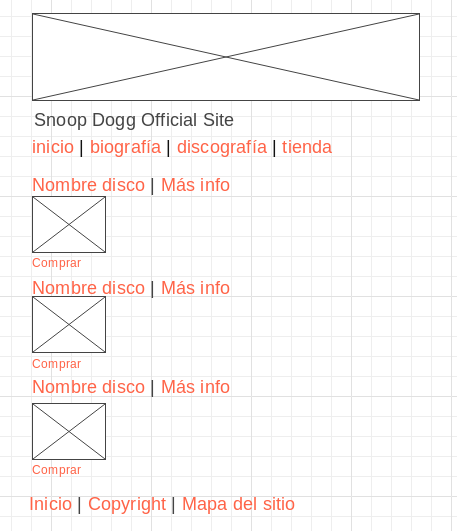 Snoop Dogg Official Site
inicio | biografía | discografía | tienda
Nombre disco | Más info
Comprar
Nombre disco | Más info
Comprar
Nombre disco | Más info
Comprar
Inicio | Copyright | Mapa del sitio